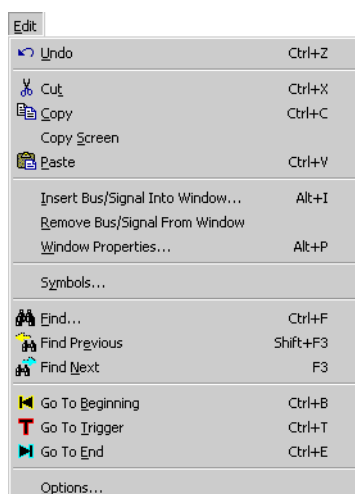 Edit
Undo Ctrl+Z
Cut Ctrl+X
Copy Ctrl+C
Copy Screen
Paste Ctrl+V
Insert Bus/Signal Into Window... Alt+I
Remove Bus/Signal From Window
Window Properties... Alt+P
Symbols...
Find... Ctrl+F
Find Previous Shift+F3
Find Next F3
Go To Beginning Ctrl+B
T Go To Trigger Ctrl+T
Go To End Ctrl+E
Options...